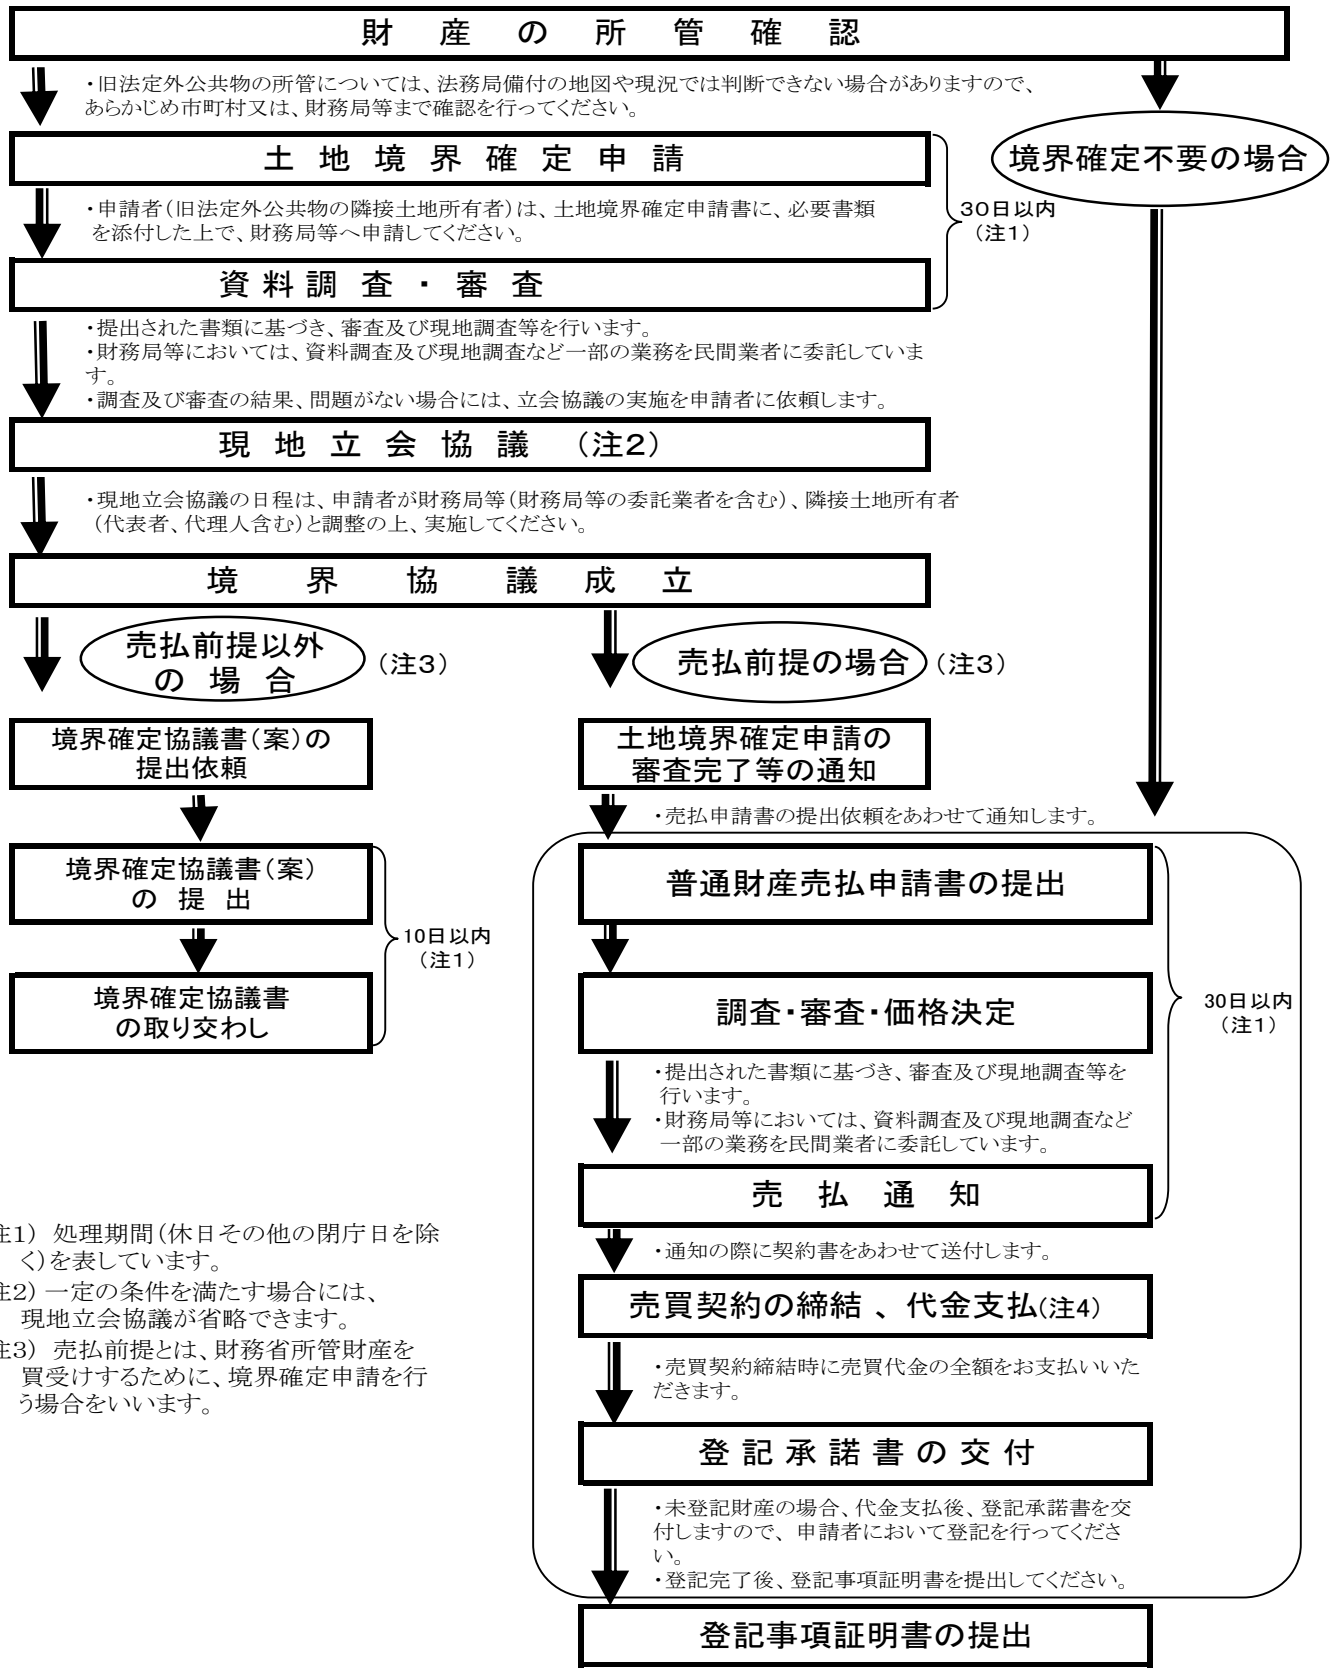 財産の所管確認
・旧法定外公共物の所管については、法務局備付の地図や現況では判断できない場合がありますので、
あらかじめ市町村又は、財務局等まで確認を行ってください。
境界確定不要の場合
土地境界確定申請
・申請者（旧法定外公共物の隣接土地所有者）は、土地境界確定申請書に、必要書類
を添付した上で、財務局等へ申請してください。
30日以内
（注1）
資料調査・審査
・提出された書類に基づき、審査及び現地調査等を行います。
・財務局等においては、資料調査及び現地調査など一部の業務を民間業者に委託していま
す。
・調査及び審査の結果、問題がない場合には、立会協議の実施を申請者に依頼します。
現地立会協議（注2）
・現地立会協議の日程は、申請者が財務局等（財務局等の委託業者を含む）、隣接土地所有者
（代表者、代理人含む）と調整の上、実施してください。
境界協議成立
売払前提以外
の場合
（注3）
売払前提の場合
（注3）
境界確定協議書（案）の
提出依頼
境界確定協議書（案）
の提出
10日以内
（注1）
境界確定協議書
の取り交わし
土地境界確定申請の
審査完了等の通知
・売払申請書の提出依頼をあわせて通知します。
普通財産売払申請書の提出
調査・審査・価格決定
30日以内
（注1）
・提出された書類に基づき、審査及び現地調査等を
行います。
・財務局等においては、資料調査及び現地調査など
一部の業務を民間業者に委託しています。
売払通知
・通知の際に契約書をあわせて送付します。
売買契約の締結、代金支払(注4)
・売買契約締結時に売買代金の全額をお支払いいた
だきます。
登記承諾書の交付
・未登記財産の場合、代金支払後、登記承諾書を交
付しますので、申請者において登記を行ってくださ
い。
・登記完了後、登記事項証明書を提出してください。
登記事項証明書の提出
注1） 処理期間（休日その他の閉庁日を除
く）を表しています。
注2） 一定の条件を満たす場合には、
現地立会協議が省略できます。
注3） 売払前提とは、財務省所管財産を
買受けするために、境界確定申請を行
う場合をいいます。